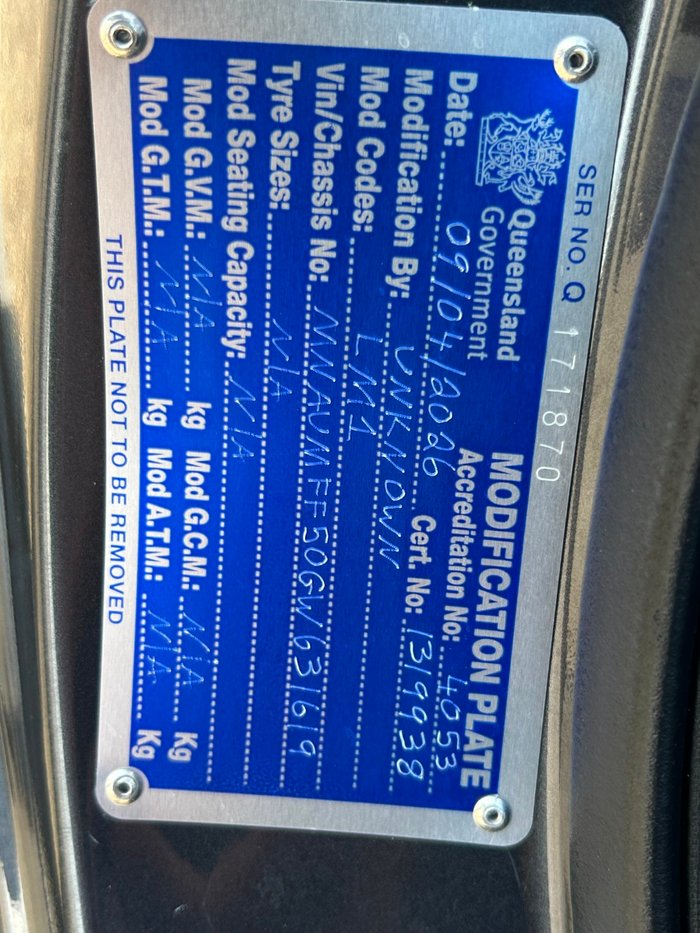 SER NO. Q 171870
Queensland Government
MODIFICATION PLATE
Date: 09/04/2026 Accreditation No: 4053
Modification By: UNKNOWN Cert. No: 1319938
Mod Codes: LM1
Vin/Chassis No: MNAUMFF50GW631619
Tyre Sizes: N/A
Mod Seating Capacity: N/A
Mod G.V.M.: N/A kg Mod G.C.M.: N/A Kg
Mod G.T.M.: N/A kg Mod A.T.M.: N/A Kg
THIS PLATE NOT TO BE REMOVED